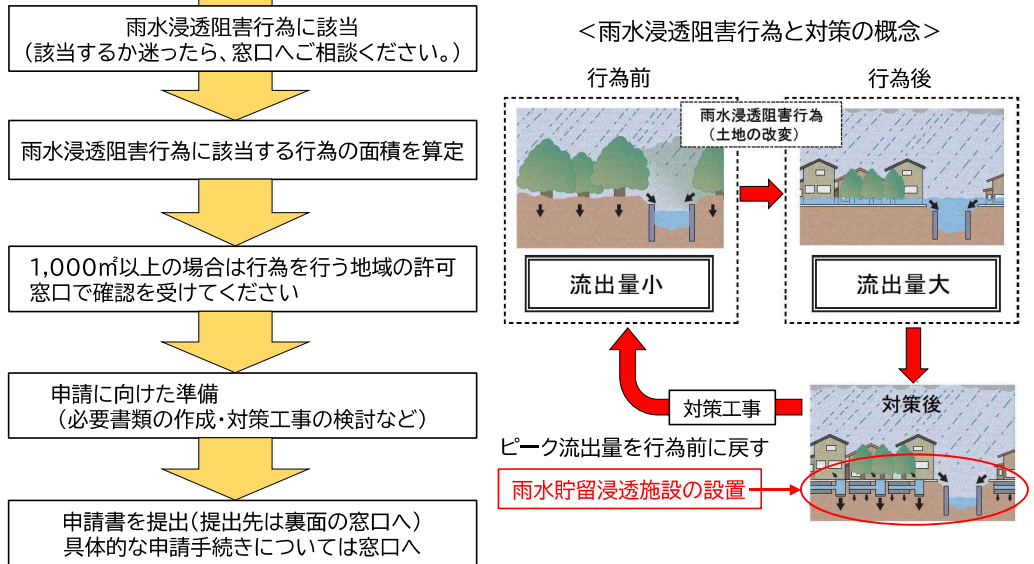 雨水浸透阻害行為に該当
（該当するか迷ったら、窓口へご相談ください。）
雨水浸透阻害行為に該当する行為の面積を算定
1,000㎡以上の場合は行為を行う地域の許可
窓口で確認を受けてください
申請に向けた準備
（必要書類の作成・対策工事の検討など）
申請書を提出（提出先は裏面の窓口へ）
具体的な申請手続きについては窓口へ
＜雨水浸透阻害行為と対策の概念＞
行為前
行為後
雨水浸透阻害行為
（土地の改変）
流出量小
流出量大
対策工事
対策後
ピーク流出量を行為前に戻す
雨水貯留浸透施設の設置